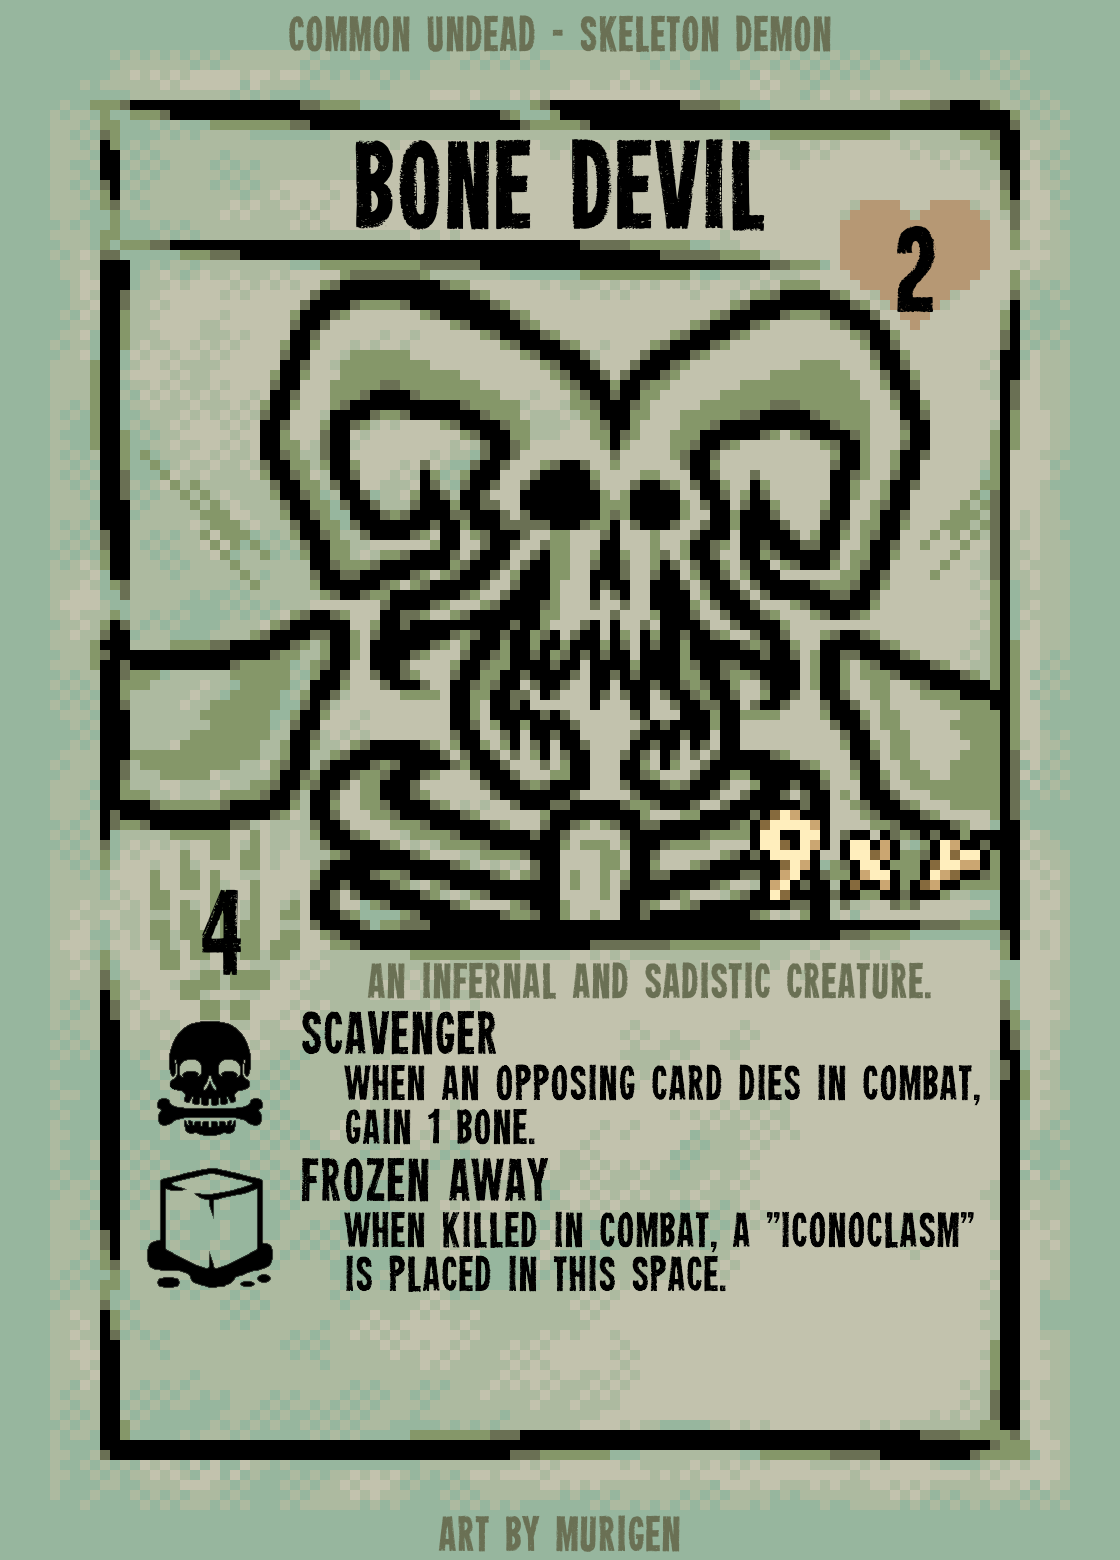 COMMON UNDEAD - SKELETON DEMON
BONE DEVIL
2
9 x
4
AN INFERNAL AND SADISTIC CREATURE.
SCAVENGER
WHEN AN OPPOSING CARD DIES IN COMBAT,
GAIN 1 BONE.
FROZEN AWAY
WHEN KILLED IN COMBAT, A "ICONOCLASM"
IS PLACED IN THIS SPACE.
ART BY MURIGEN